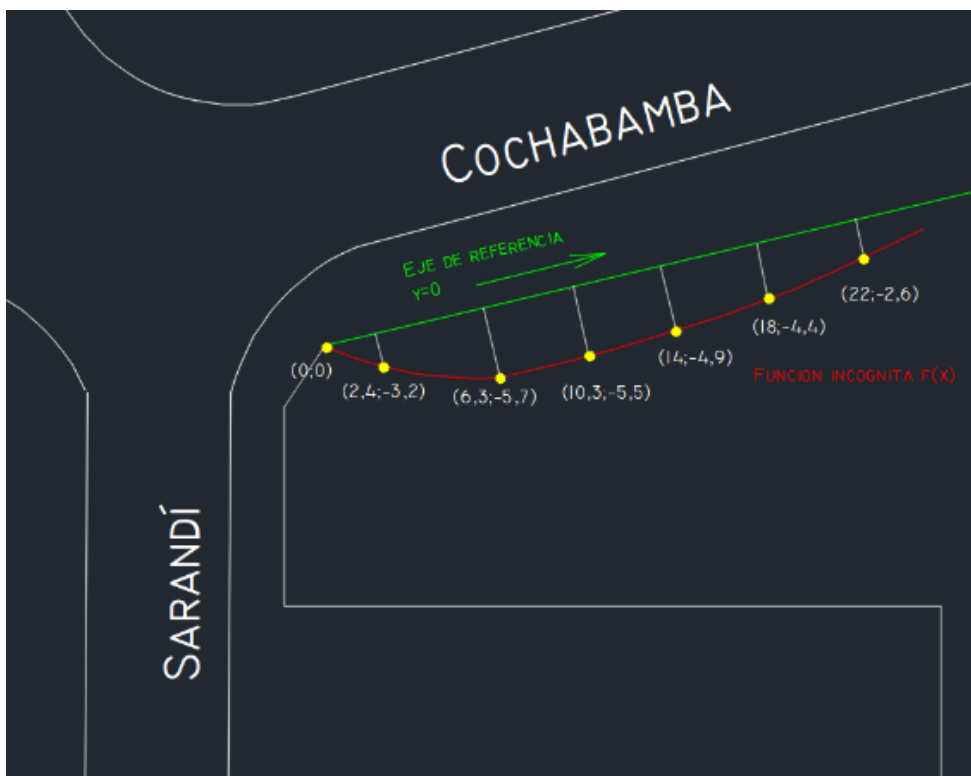 COCHABAMBA
EJE DE REFERENCIA
Y=0
(0;0)
(2,4;-3,2)
(6,3;-5,7)
(10,3;-5,5)
(14;-4,9)
(18;-4,4)
(22;-2,6)
FUNCION INCOGNITA F(X)
SARANDÍ